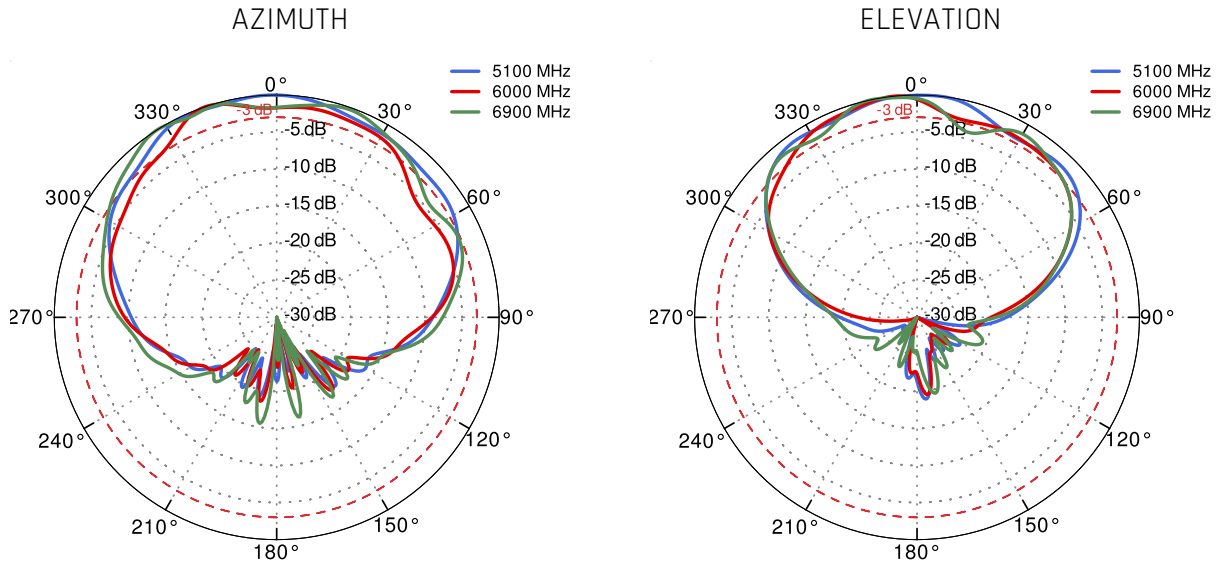 AZIMUTH
5100 MHz
6000 MHz
6900 MHz
0°
30°
60°
90°
120°
150°
180°
210°
240°
270°
300°
330°
-3 dB
-5 dB
-10 dB
-15 dB
-20 dB
-25 dB
-30 dB
ELEVATION
5100 MHz
6000 MHz
6900 MHz
0°
30°
60°
90°
120°
150°
180°
210°
240°
270°
300°
330°
-3 dB
-5 dB
-10 dB
-15 dB
-20 dB
-25 dB
-30 dB